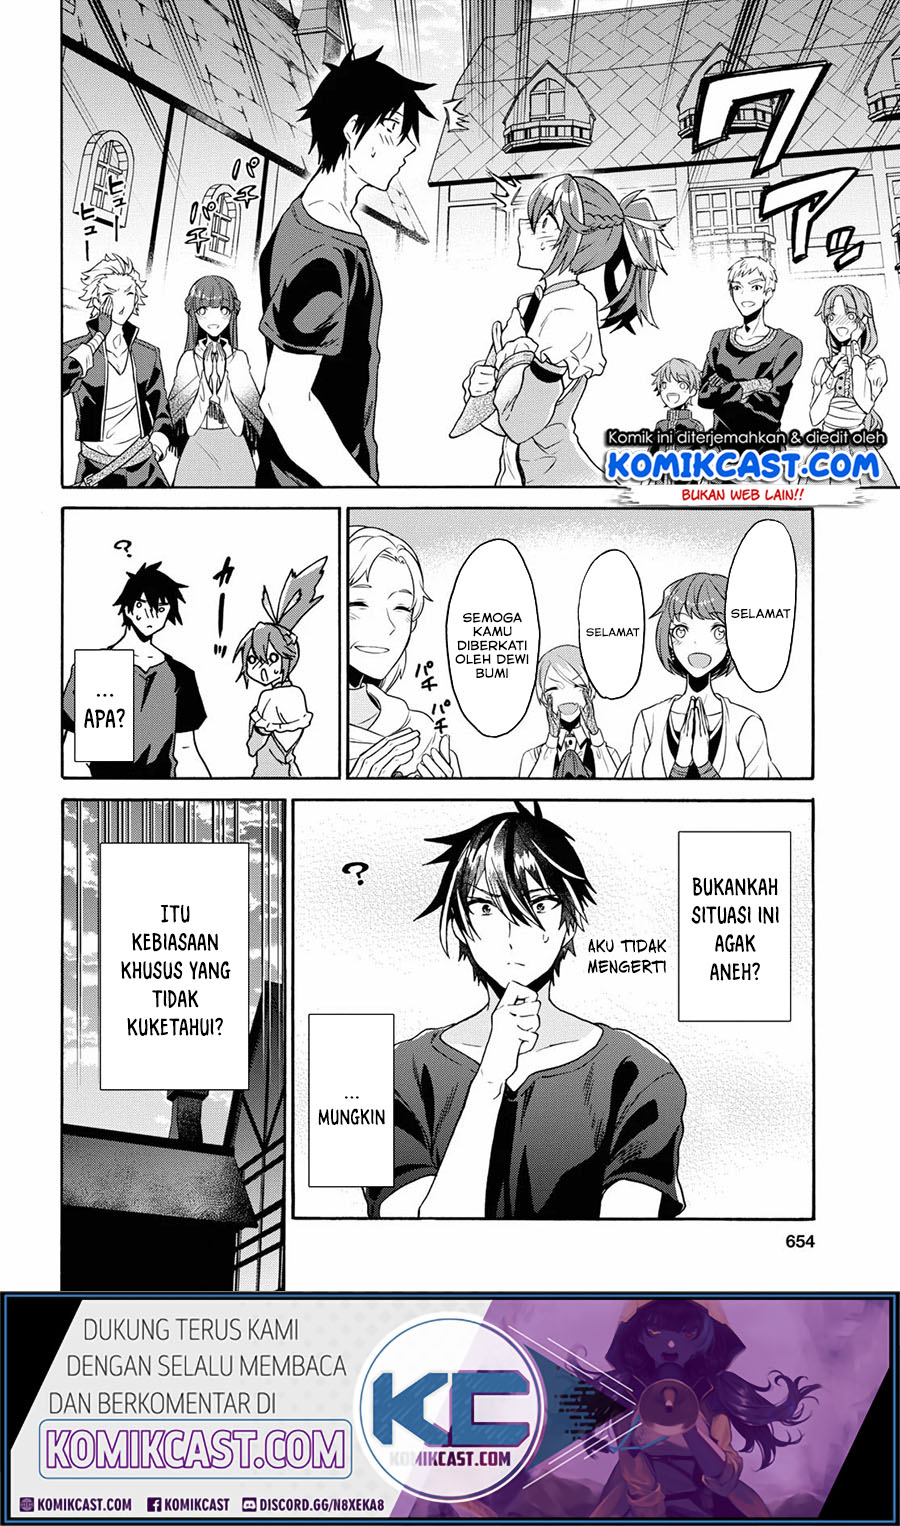 ワァッ
パチ
パチ
ヒュー
ヒュー
Komik ini diterjemahkan & diedit oleh
KOMIKCAST.COM
BUKAN WEB LAIN!!
SELAMAT
SELAMAT
SEMOGA
KAMU
DIBERKATI
OLEH DEWI
BUMI
パチ
パチ
?
カーーッ
...
APA?
BUKANKAH
SITUASI INI
AGAK
ANEH?
?
AKU TIDAK
MENGERTI
...
MUNGKIN
ITU
KEBIASAAN
KHUSUS YANG
TIDAK
KUKETAHUI?
654
DUKUNG TERUS KAMI
DENGAN SELALU MEMBACA
DAN BERKOMENTAR DI
KOMIKCAST.COM
KC
KOMIKCAST.COM
KOMIKCAST.COM
KOMIKCAST
DISCORD.GG/N8XEKA8